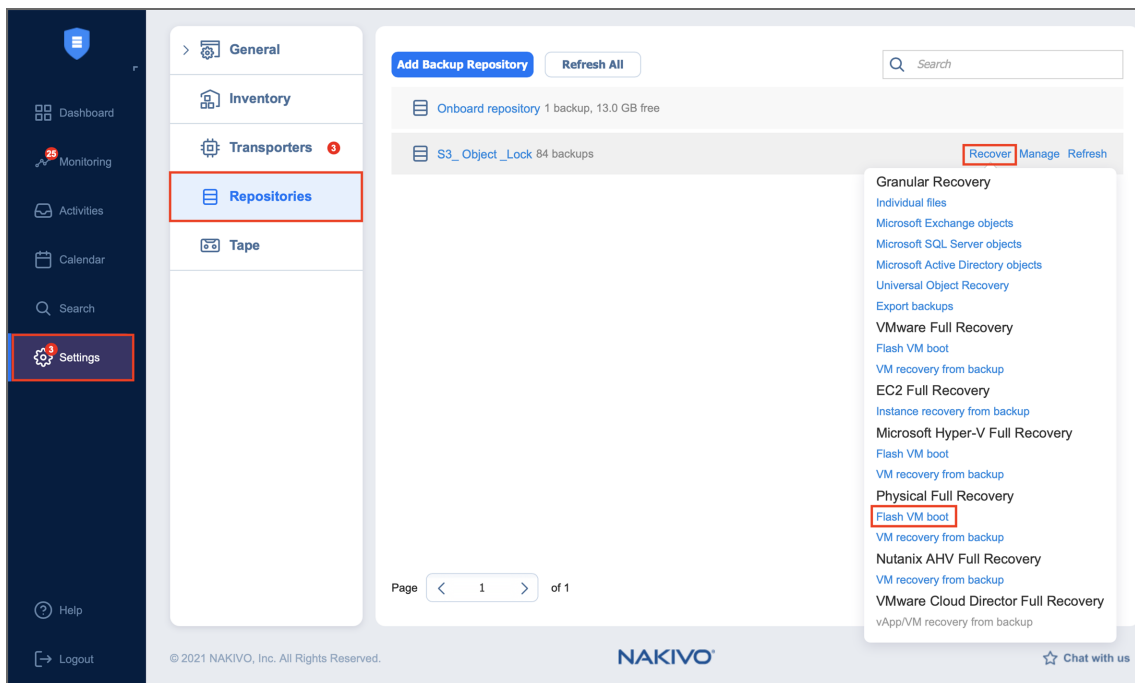 Dashboard
25
Monitoring
Activities
Calendar
Search
3
Settings
Help
Logout
General
Inventory
Transporters 3
Repositories
Tape
Add Backup Repository
Refresh All
Search
Onboard repository 1 backup, 13.0 GB free
S3_ Object _Lock 84 backups
Recover Manage Refresh
Granular Recovery
Individual files
Microsoft Exchange objects
Microsoft SQL Server objects
Microsoft Active Directory objects
Universal Object Recovery
Export backups
VMware Full Recovery
Flash VM boot
VM recovery from backup
EC2 Full Recovery
Instance recovery from backup
Microsoft Hyper-V Full Recovery
Flash VM boot
VM recovery from backup
Physical Full Recovery
Flash VM boot
VM recovery from backup
Nutanix AHV Full Recovery
VM recovery from backup
VMware Cloud Director Full Recovery
vApp/VM recovery from backup
Page 1 of 1
© 2021 NAKIVO, Inc. All Rights Reserved.
NAKIVO®
Chat with us